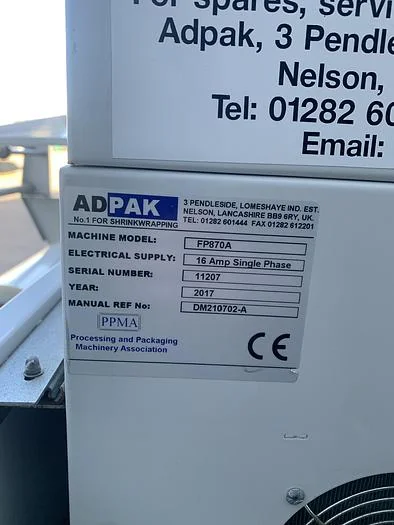 For spares, servi
Adpak, 3 Pendle
Nelson,
Tel: 01282 60
Email:
ADPAK
No.1 FOR SHRINKWRAPPING
3 PENDLESIDE, LOMESHAYE IND. EST.
NELSON, LANCASHIRE BB9 6RY, UK.
TEL: 01282 601444 FAX 01282 612201
MACHINE MODEL: FP870A
ELECTRICAL SUPPLY: 16 Amp Single Phase
SERIAL NUMBER: 11207
YEAR: 2017
MANUAL REF No: DM210702-A
PPMA
Processing and Packaging
Machinery Association
CE